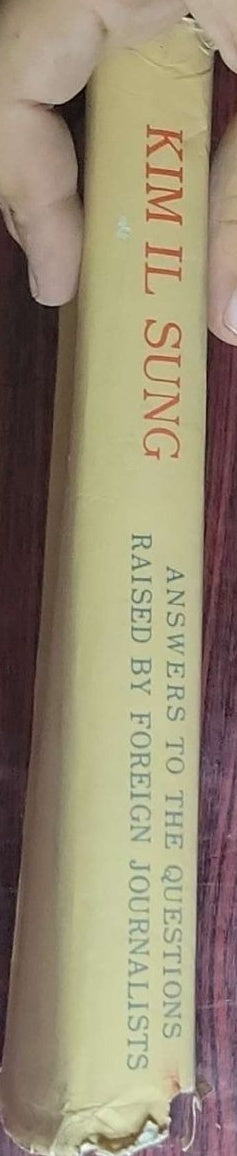 KIM IL SUNG
ANSWERS TO THE QUESTIONS
RAISED BY FOREIGN JOURNALISTS